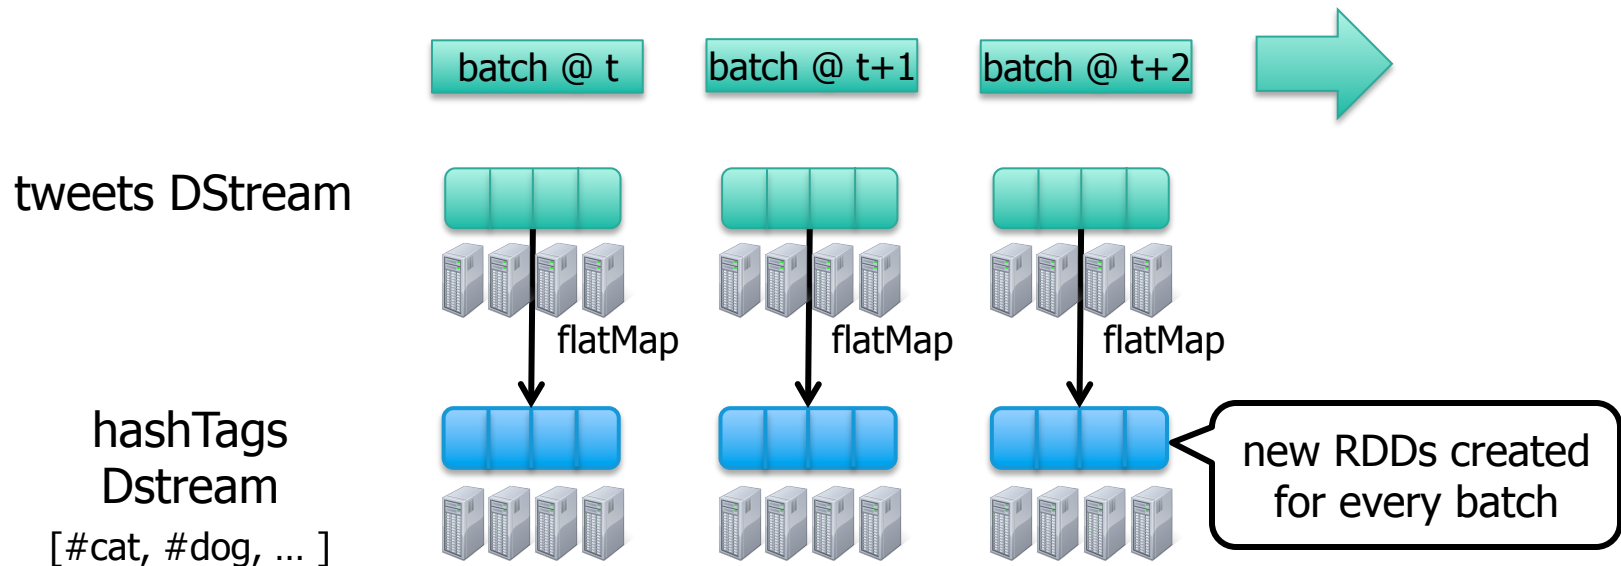 batch @ t
batch @ t+1
batch @ t+2
tweets DStream
flatMap
flatMap
flatMap
hashTags
Dstream
[#cat, #dog, … ]
new RDDs created
for every batch